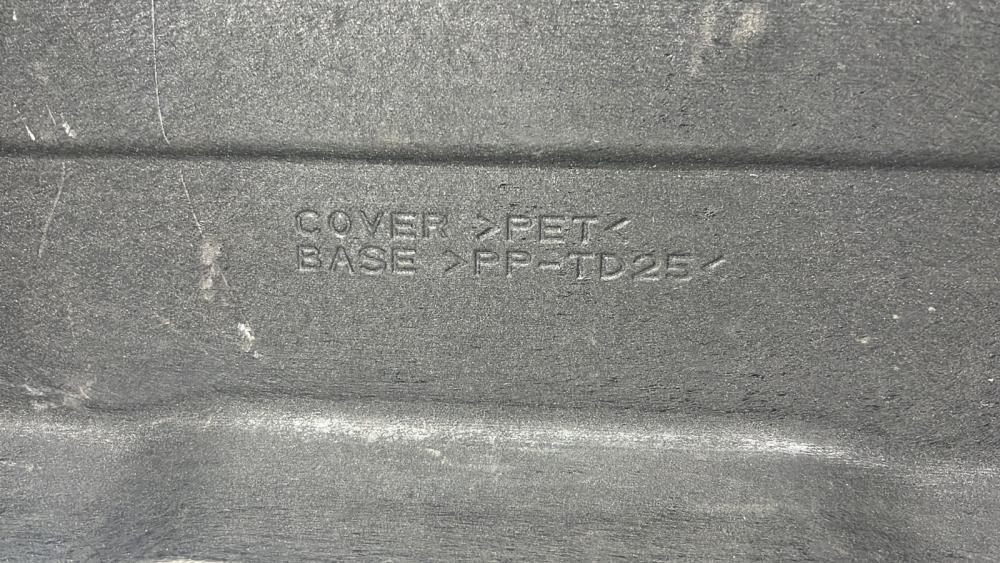 COVER >PET<
BASE >PP-TD25<